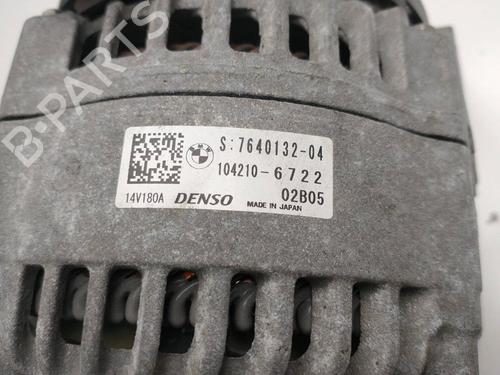 B-PARTS
S:7640132-04
104210-6722
14V180A DENSO MADE IN JAPAN 02B05